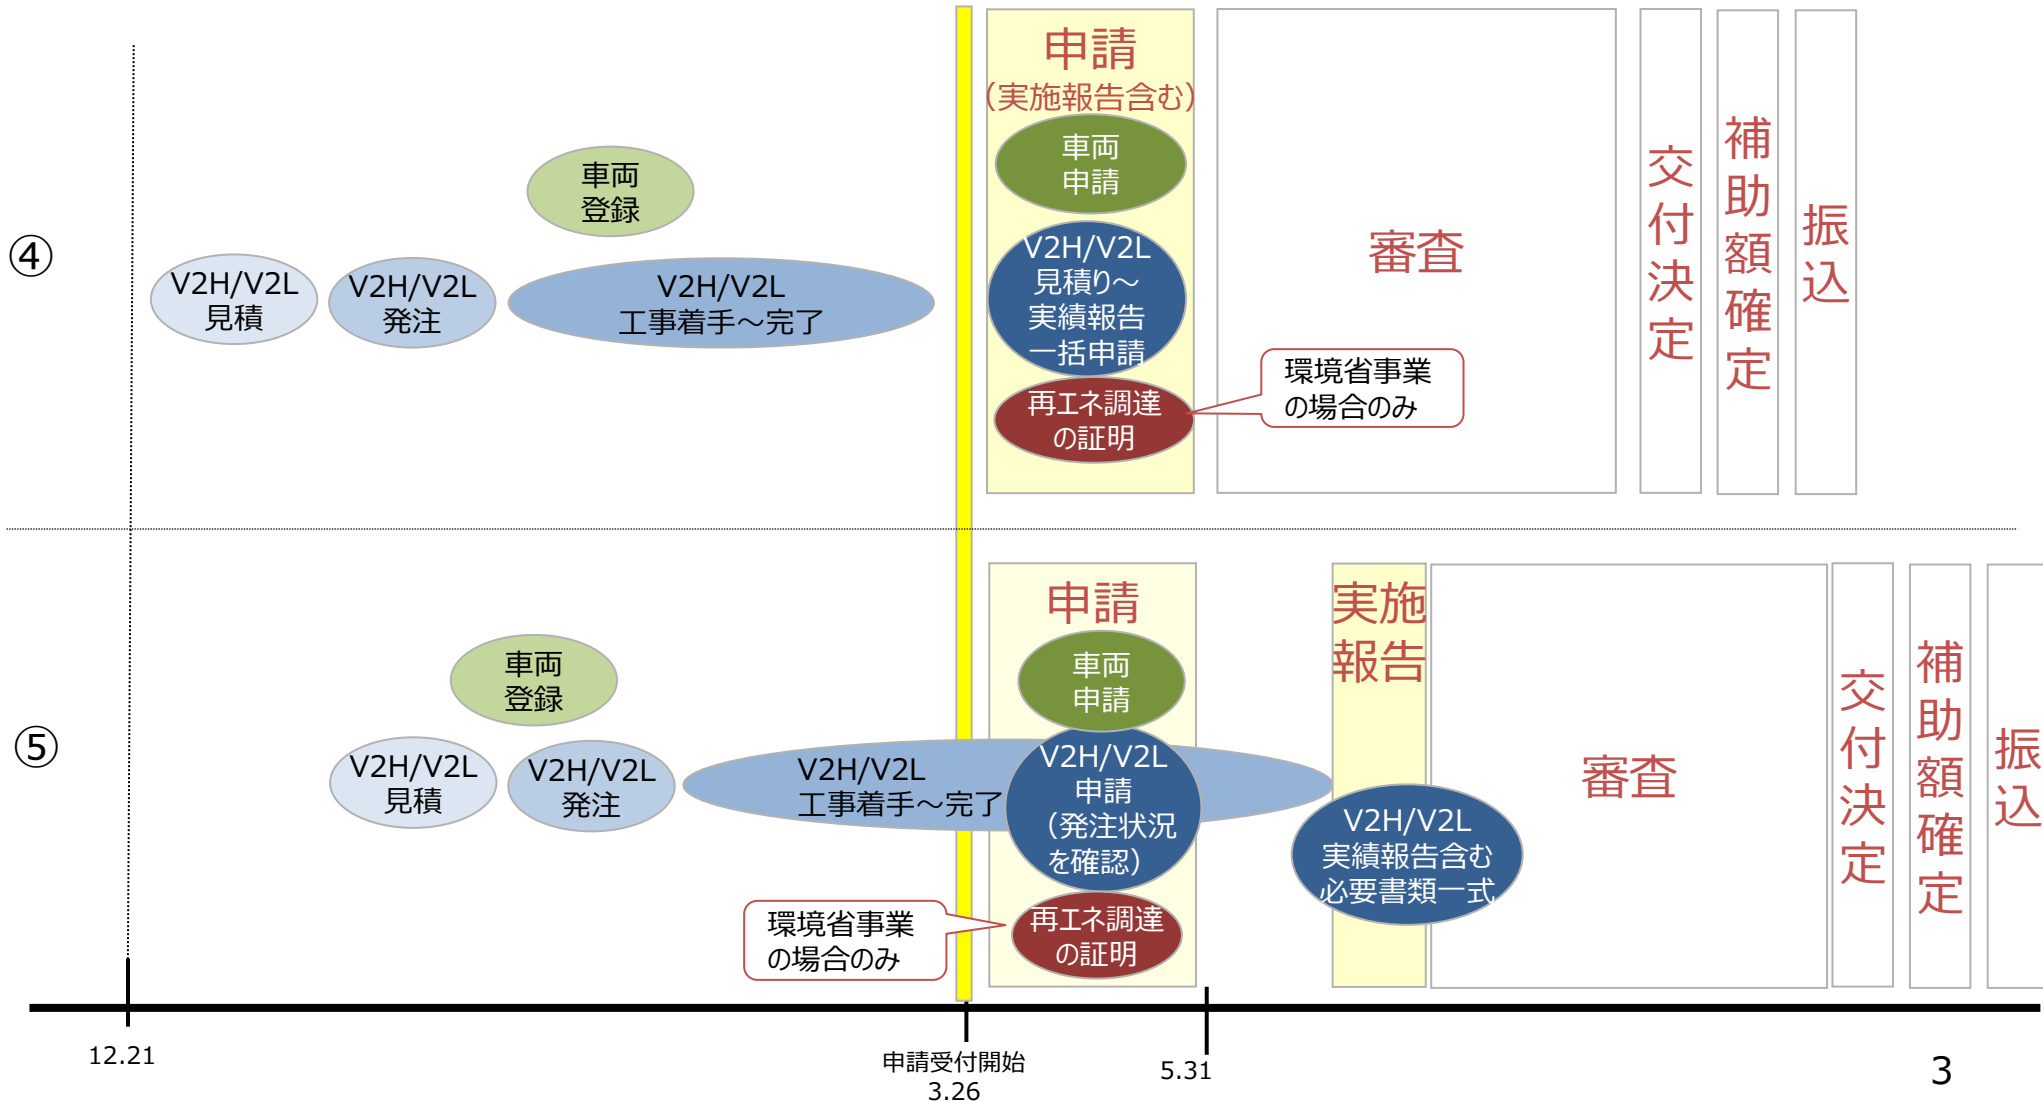 ④
V2H/V2L
見積
V2H/V2L
発注
車両
登録
V2H/V2L
工事着手～完了
申請
（実施報告含む）
車両
申請
V2H/V2L
見積り～
実績報告
一括申請
再エネ調達
の証明
環境省事業
の場合のみ
審査
交付決定
補助額確定
振込
⑤
V2H/V2L
見積
車両
登録
V2H/V2L
発注
V2H/V2L
工事着手～完了
申請
車両
申請
V2H/V2L
申請
（発注状況
を確認）
再エネ調達
の証明
環境省事業
の場合のみ
実施
報告
V2H/V2L
実績報告含む
必要書類一式
審査
交付決定
補助額確定
振込
12.21
申請受付開始
3.26
5.31
3